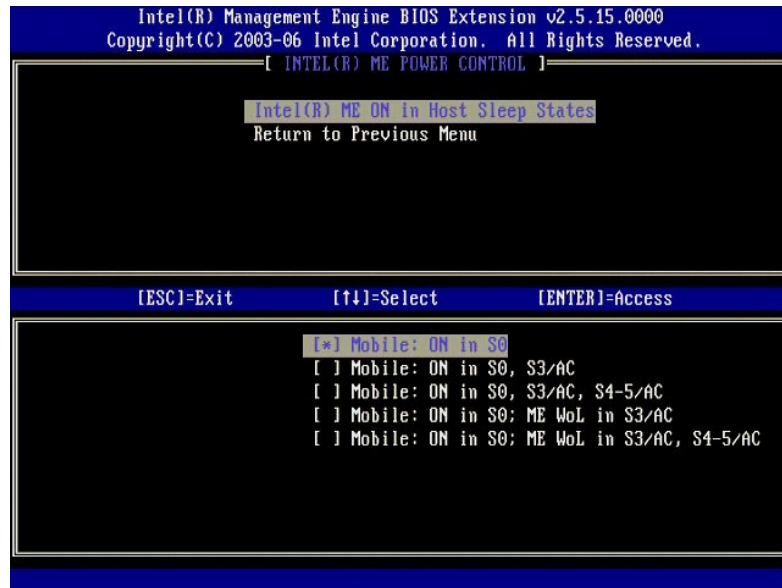 Intel(R) Management Engine BIOS Extension v2.5.15.0000
Copyright(C) 2003-06 Intel Corporation. All Rights Reserved.
[ INTEL(R) ME POWER CONTROL ]
Intel(R) ME ON in Host Sleep States
Return to Previous Menu
[ESC]=Exit [↑↓]=Select [ENTER]=Access
[*] Mobile: ON in S0
[ ] Mobile: ON in S0, S3/AC
[ ] Mobile: ON in S0, S3/AC, S4-5/AC
[ ] Mobile: ON in S0; ME WoL in S3/AC
[ ] Mobile: ON in S0; ME WoL in S3/AC, S4-5/AC